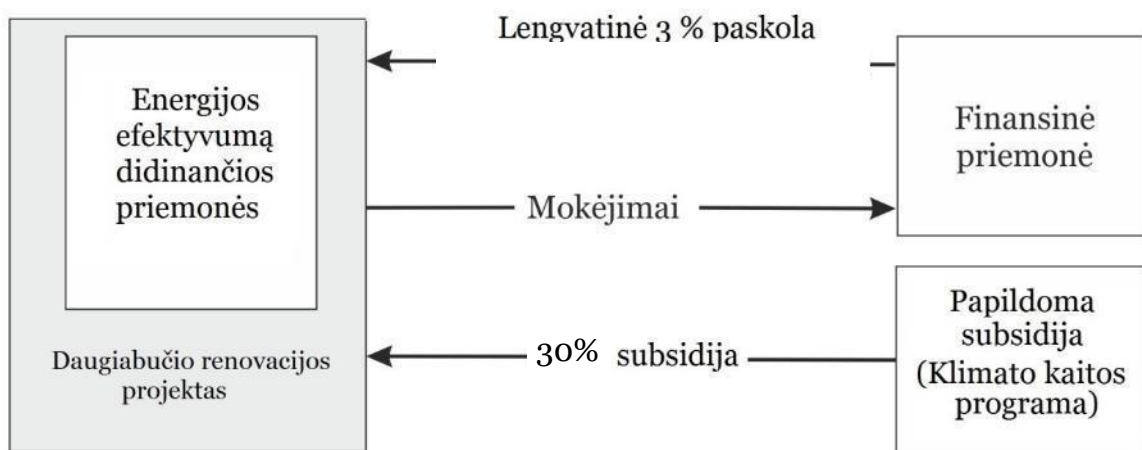 Lengvatinė 3 % paskola
Energijos
efektyvumą
didinančios
priemonės
Finansinė
priemonė
Mokėjimai
Daugiabučio renovacijos
projektas
30% subsidija
Papildoma
subsidija
(Klimato kaitos
programa)